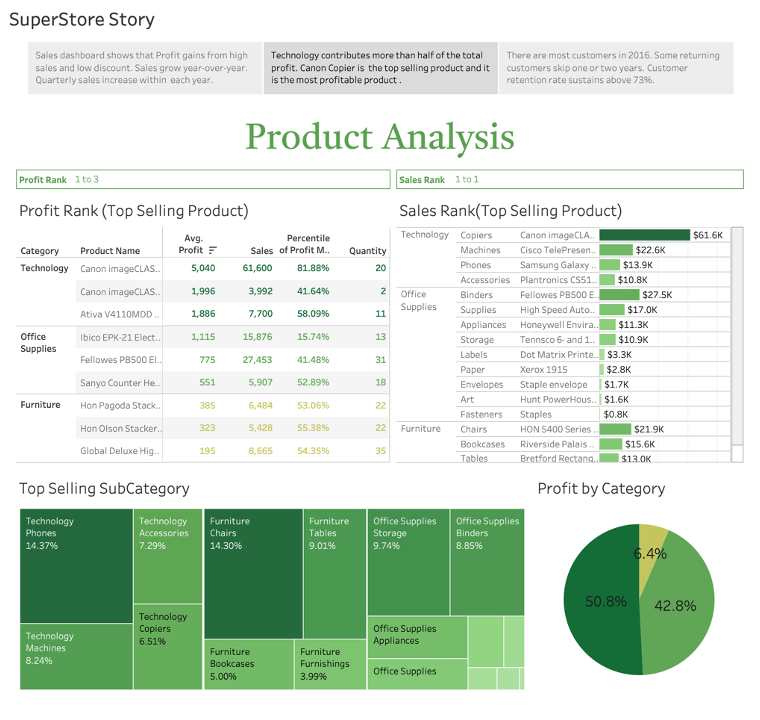 SuperStore Story
Sales dashboard shows that Profit gains from high
sales and low discount. Sales grow year-over-year.
Quarterly sales increase within each year.
Technology contributes more than half of the total
profit. Canon Copier is the top selling product and it
is the most profitable product .
There are most customers in 2016. Some returning
customers skip one or two years. Customer
retention rate sustains above 73%.
Product Analysis
Profit Rank 1 to 3
Sales Rank 1 to 1
Profit Rank (Top Selling Product)
Category Product Name Avg. Profit Sales Percentile of Profit M.. Quantity
Technology Canon imageCLAS.. 5,040 61,600 81.88% 20
Canon imageCLAS.. 1,996 3,992 41.64% 2
Ativa V4110MDD .. 1,886 7,700 58.09% 11
Office Supplies Ibico EPK-21 Elect.. 1,115 15,876 15.74% 13
Fellowes PB500 El.. 775 27,453 41.48% 31
Sanyo Counter He.. 551 5,907 52.89% 18
Furniture Hon Pagoda Stack.. 385 6,484 53.06% 22
Hon Olson Stacker.. 323 5,428 55.38% 22
Global Deluxe Hig.. 195 8,665 54.35% 35
Sales Rank(Top Selling Product)
Technology Copiers Canon imageCLA.. $61.6K
Machines Cisco TelePresen.. $22.6K
Phones Samsung Galaxy .. $13.9K
Accessories Plantronics CS51.. $10.8K
Office Supplies Binders Fellowes PB500 E.. $27.5K
Supplies High Speed Auto.. $17.0K
Appliances Honeywell Envira.. $11.3K
Storage Tennsco 6- and 1.. $10.9K
Labels Dot Matrix Printe.. $3.3K
Paper Xerox 1915 $2.8K
Envelopes Staple envelope $1.7K
Art Hunt PowerHous.. $1.6K
Fasteners Staples $0.8K
Furniture Chairs HON 5400 Series .. $21.9K
Bookcases Riverside Palais .. $15.6K
Tables Bretford Rectang.. $13.0K
Top Selling SubCategory
Technology
Phones
14.37%
Technology
Machines
8.24%
Technology
Accessories
7.29%
Technology
Copiers
6.51%
Furniture
Chairs
14.30%
Furniture
Tables
9.01%
Furniture
Bookcases
5.00%
Furniture
Furnishings
3.99%
Office Supplies
Storage
9.74%
Office Supplies
Binders
8.85%
Office Supplies
Appliances
Office Supplies
Profit by Category
6.4%
50.8%
42.8%